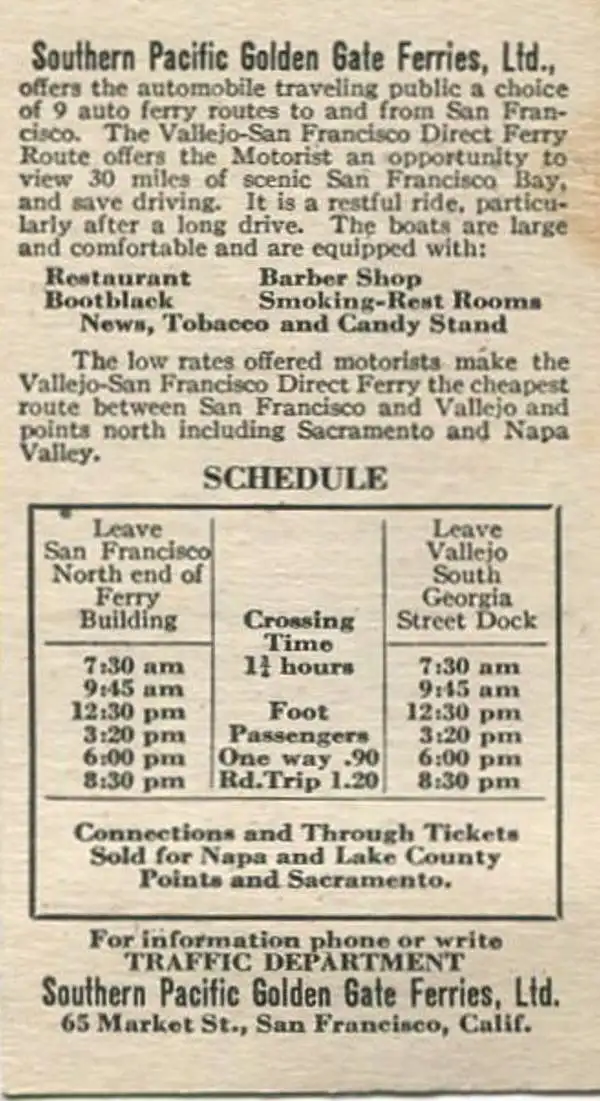 Southern Pacific Golden Gate Ferries, Ltd.,
offers the automobile traveling public a choice
of 9 auto ferry routes to and from San Fran-
cisco. The Vallejo-San Francisco Direct Ferry
Route offers the Motorist an opportunity to
view 30 miles of scenic San Francisco Bay,
and save driving. It is a restful ride, particu-
larly after a long drive. The boats are large
and comfortable and are equipped with:
Restaurant Barber Shop
Bootblack Smoking-Rest Rooms
News, Tobacco and Candy Stand
The low rates offered motorists make the
Vallejo-San Francisco Direct Ferry the cheapest
route between San Francisco and Vallejo and
points north including Sacramento and Napa
Valley.
SCHEDULE
Leave
San Francisco
North end of
Ferry
Building
7:30 am
9:45 am
12:30 pm
3:20 pm
6:00 pm
8:30 pm
Crossing
Time
1¾ hours
Foot
Passengers
One way .90
Rd.Trip 1.20
Leave
Vallejo
South
Georgia
Street Dock
7:30 am
9:45 am
12:30 pm
3:20 pm
6:00 pm
8:30 pm
Connections and Through Tickets
Sold for Napa and Lake County
Points and Sacramento.
For information phone or write
TRAFFIC DEPARTMENT
Southern Pacific Golden Gate Ferries, Ltd.
65 Market St., San Francisco, Calif.